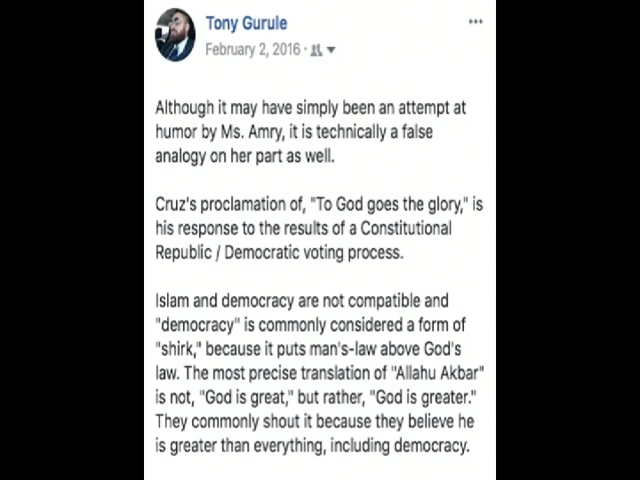 Tony Gurule
February 2, 2016 ·
Although it may have simply been an attempt at
humor by Ms. Amry, it is technically a false
analogy on her part as well.
Cruz's proclamation of, "To God goes the glory," is
his response to the results of a Constitutional
Republic / Democratic voting process.
Islam and democracy are not compatible and
"democracy" is commonly considered a form of
"shirk," because it puts man's-law above God's
law. The most precise translation of "Allahu Akbar"
is not, "God is great," but rather, "God is greater."
They commonly shout it because they believe he
is greater than everything, including democracy.